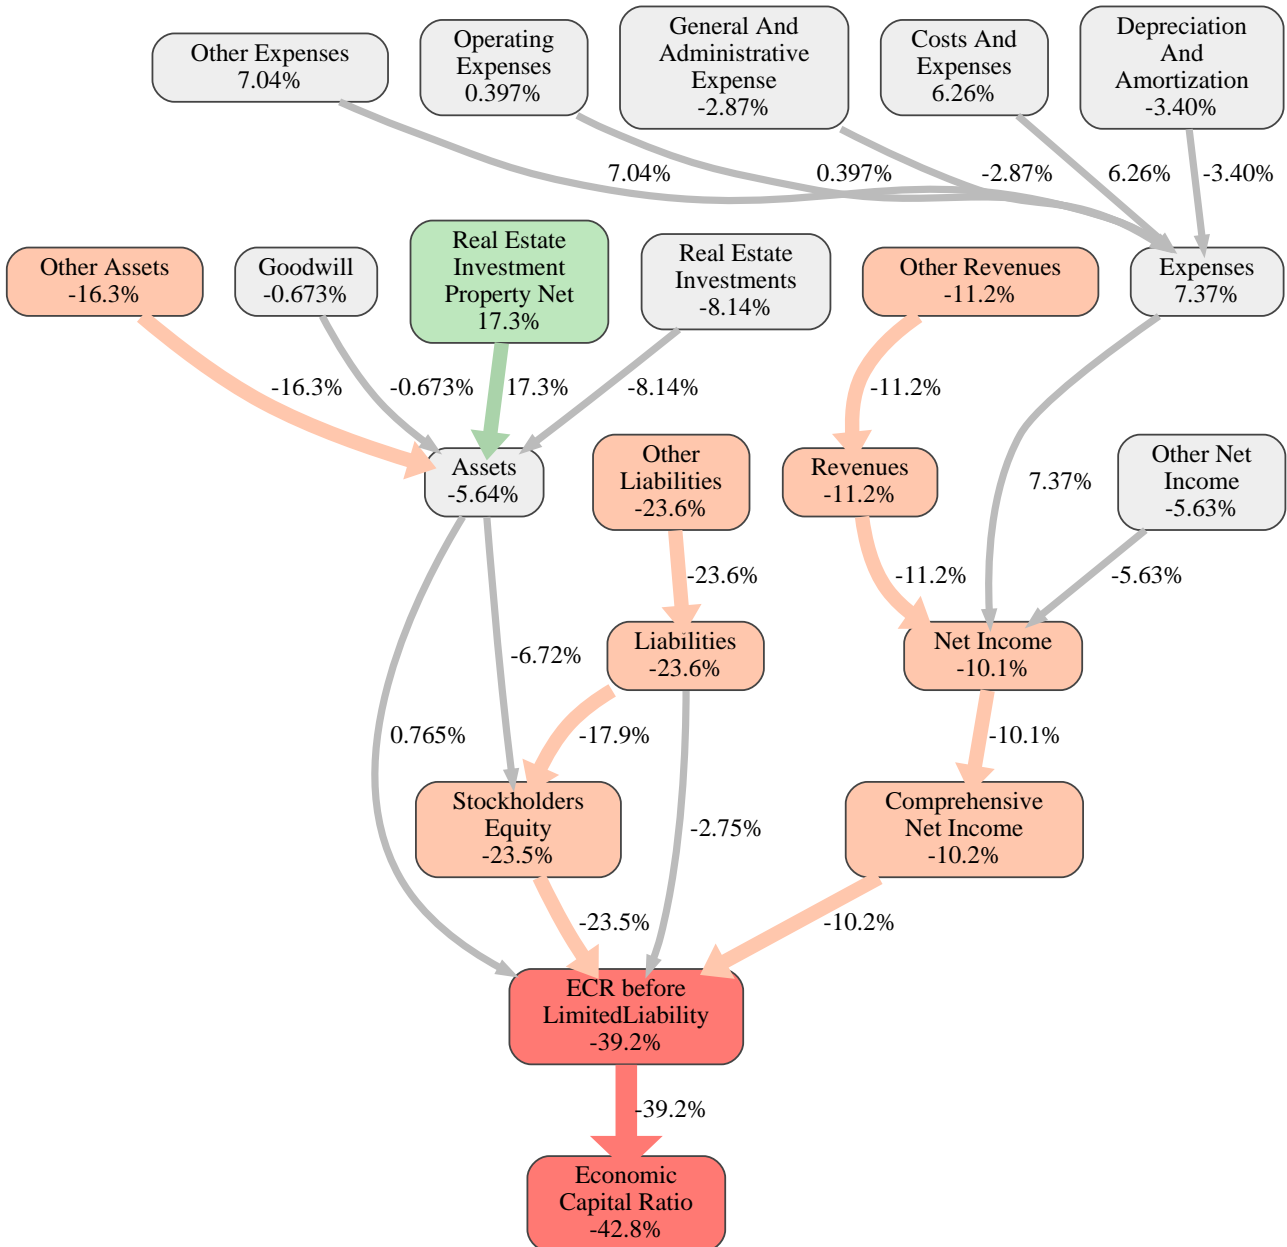 Other Expenses
7.04%
Operating
Expenses
0.397%
General And
Administrative
Expense
-2.87%
Costs And
Expenses
6.26%
Depreciation
And
Amortization
-3.40%
7.04%
0.397%
-2.87%
6.26%
-3.40%
Other Assets
-16.3%
Goodwill
-0.673%
Real Estate
Investment
Property Net
17.3%
Real Estate
Investments
-8.14%
Other Revenues
-11.2%
Expenses
7.37%
-16.3%
-0.673%
17.3%
-8.14%
-11.2%
7.37%
Assets
-5.64%
Other
Liabilities
-23.6%
Revenues
-11.2%
Other Net
Income
-5.63%
-23.6%
-11.2%
-5.63%
-6.72%
Liabilities
-23.6%
Net Income
-10.1%
0.765%
-17.9%
-10.1%
Stockholders
Equity
-23.5%
-2.75%
Comprehensive
Net Income
-10.2%
-23.5%
-10.2%
ECR before
LimitedLiability
-39.2%
-39.2%
Economic
Capital Ratio
-42.8%